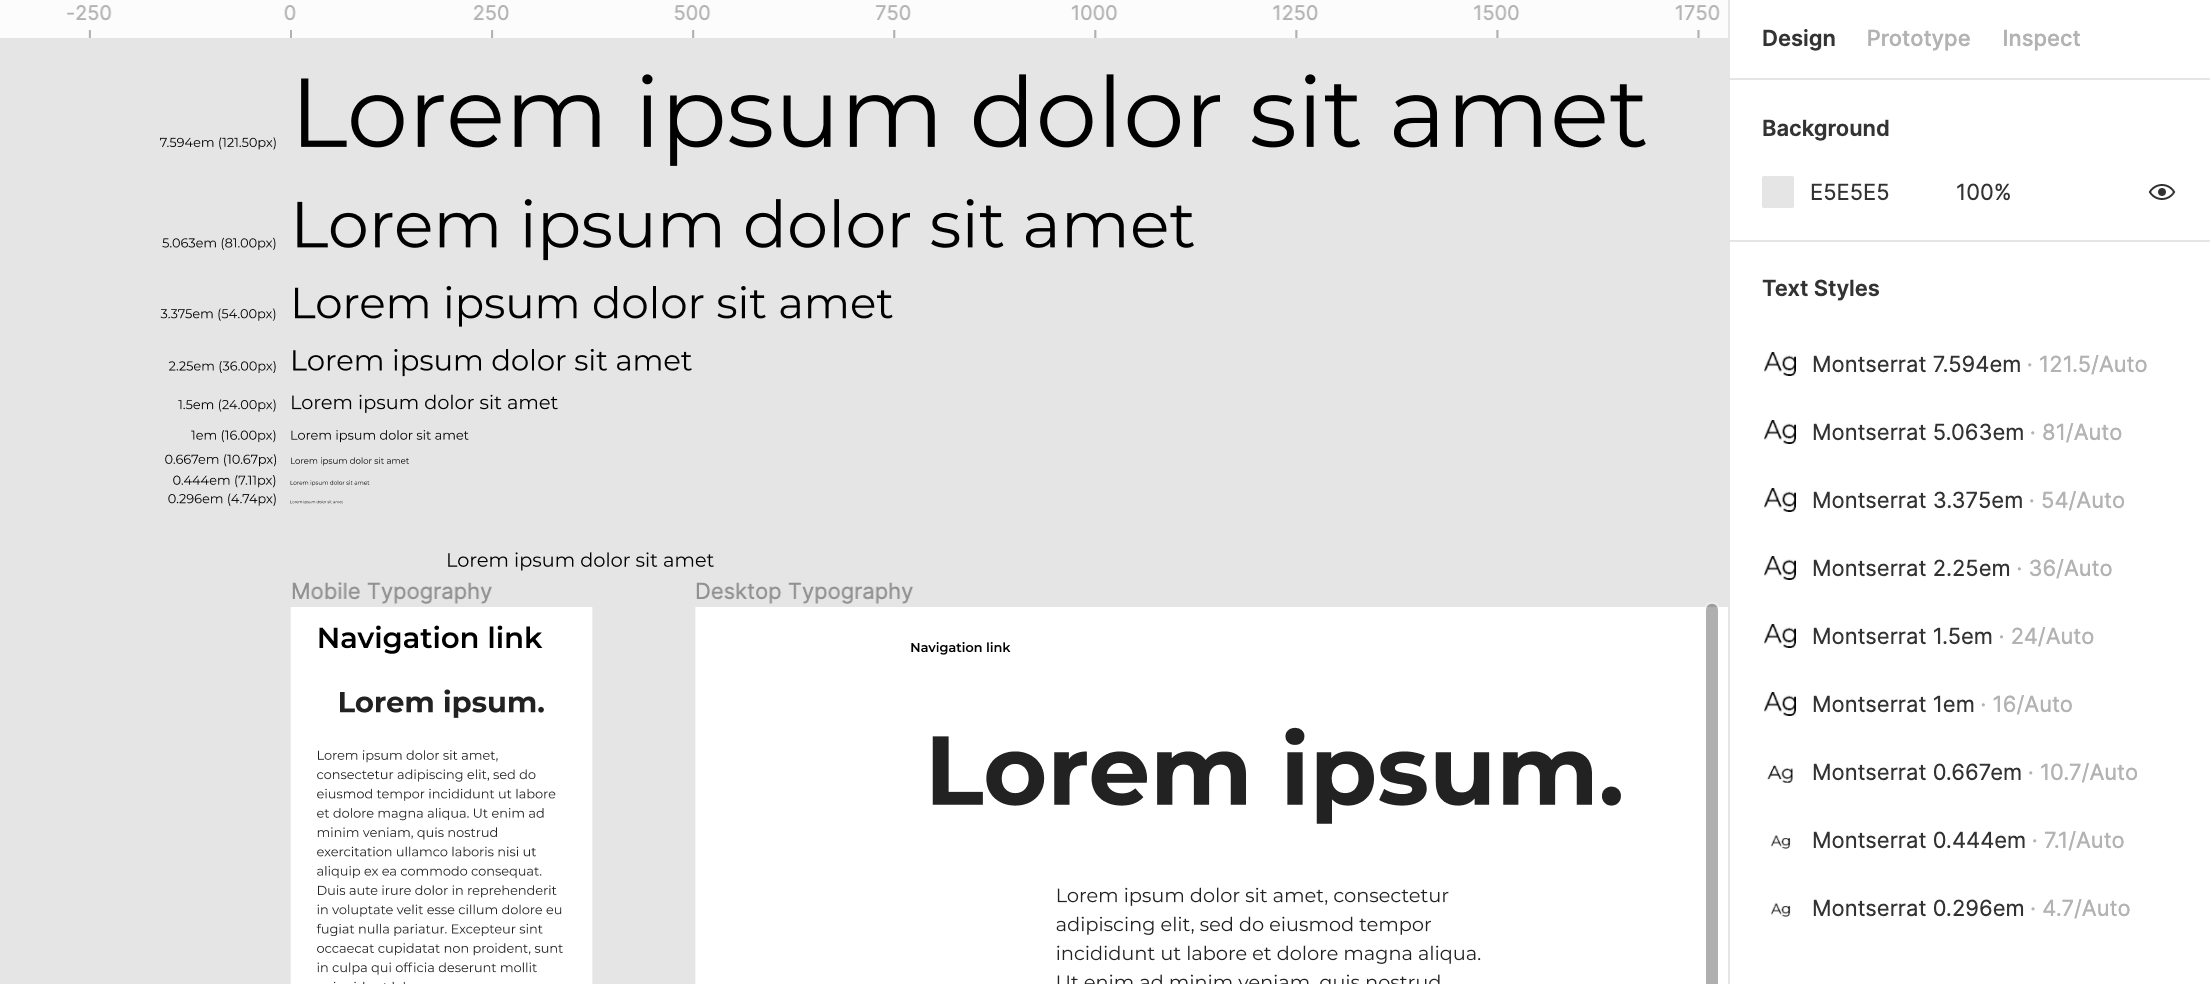 -250 0 250 500 750 1000 1250 1500 1750
7.594em (121.50px) Lorem ipsum dolor sit amet
5.063em (81.00px) Lorem ipsum dolor sit amet
3.375em (54.00px) Lorem ipsum dolor sit amet
2.25em (36.00px) Lorem ipsum dolor sit amet
1.5em (24.00px) Lorem ipsum dolor sit amet
1em (16.00px) Lorem ipsum dolor sit amet
0.667em (10.67px) Lorem ipsum dolor sit amet
0.444em (7.11px) Lorem ipsum dolor sit amet
0.296em (4.74px) Lorem ipsum dolor sit amet
Lorem ipsum dolor sit amet
Mobile Typography
Navigation link
Lorem ipsum.
Lorem ipsum dolor sit amet,
consectetur adipiscing elit, sed do
eiusmod tempor incididunt ut labore
et dolore magna aliqua. Ut enim ad
minim veniam, quis nostrud
exercitation ullamco laboris nisi ut
aliquip ex ea commodo consequat.
Duis aute irure dolor in reprehenderit
in voluptate velit esse cillum dolore eu
fugiat nulla pariatur. Excepteur sint
occaecat cupidatat non proident, sunt
in culpa qui officia deserunt mollit
Desktop Typography
Navigation link
Lorem ipsum.
Lorem ipsum dolor sit amet, consectetur
adipiscing elit, sed do eiusmod tempor
incididunt ut labore et dolore magna aliqua.
Ut enim ad minim veniam, quis nostrud
Design Prototype Inspect
Background
E5E5E5 100%
Text Styles
Ag Montserrat 7.594em · 121.5/Auto
Ag Montserrat 5.063em · 81/Auto
Ag Montserrat 3.375em · 54/Auto
Ag Montserrat 2.25em · 36/Auto
Ag Montserrat 1.5em · 24/Auto
Ag Montserrat 1em · 16/Auto
Ag Montserrat 0.667em · 10.7/Auto
Ag Montserrat 0.444em · 7.1/Auto
Ag Montserrat 0.296em · 4.7/Auto